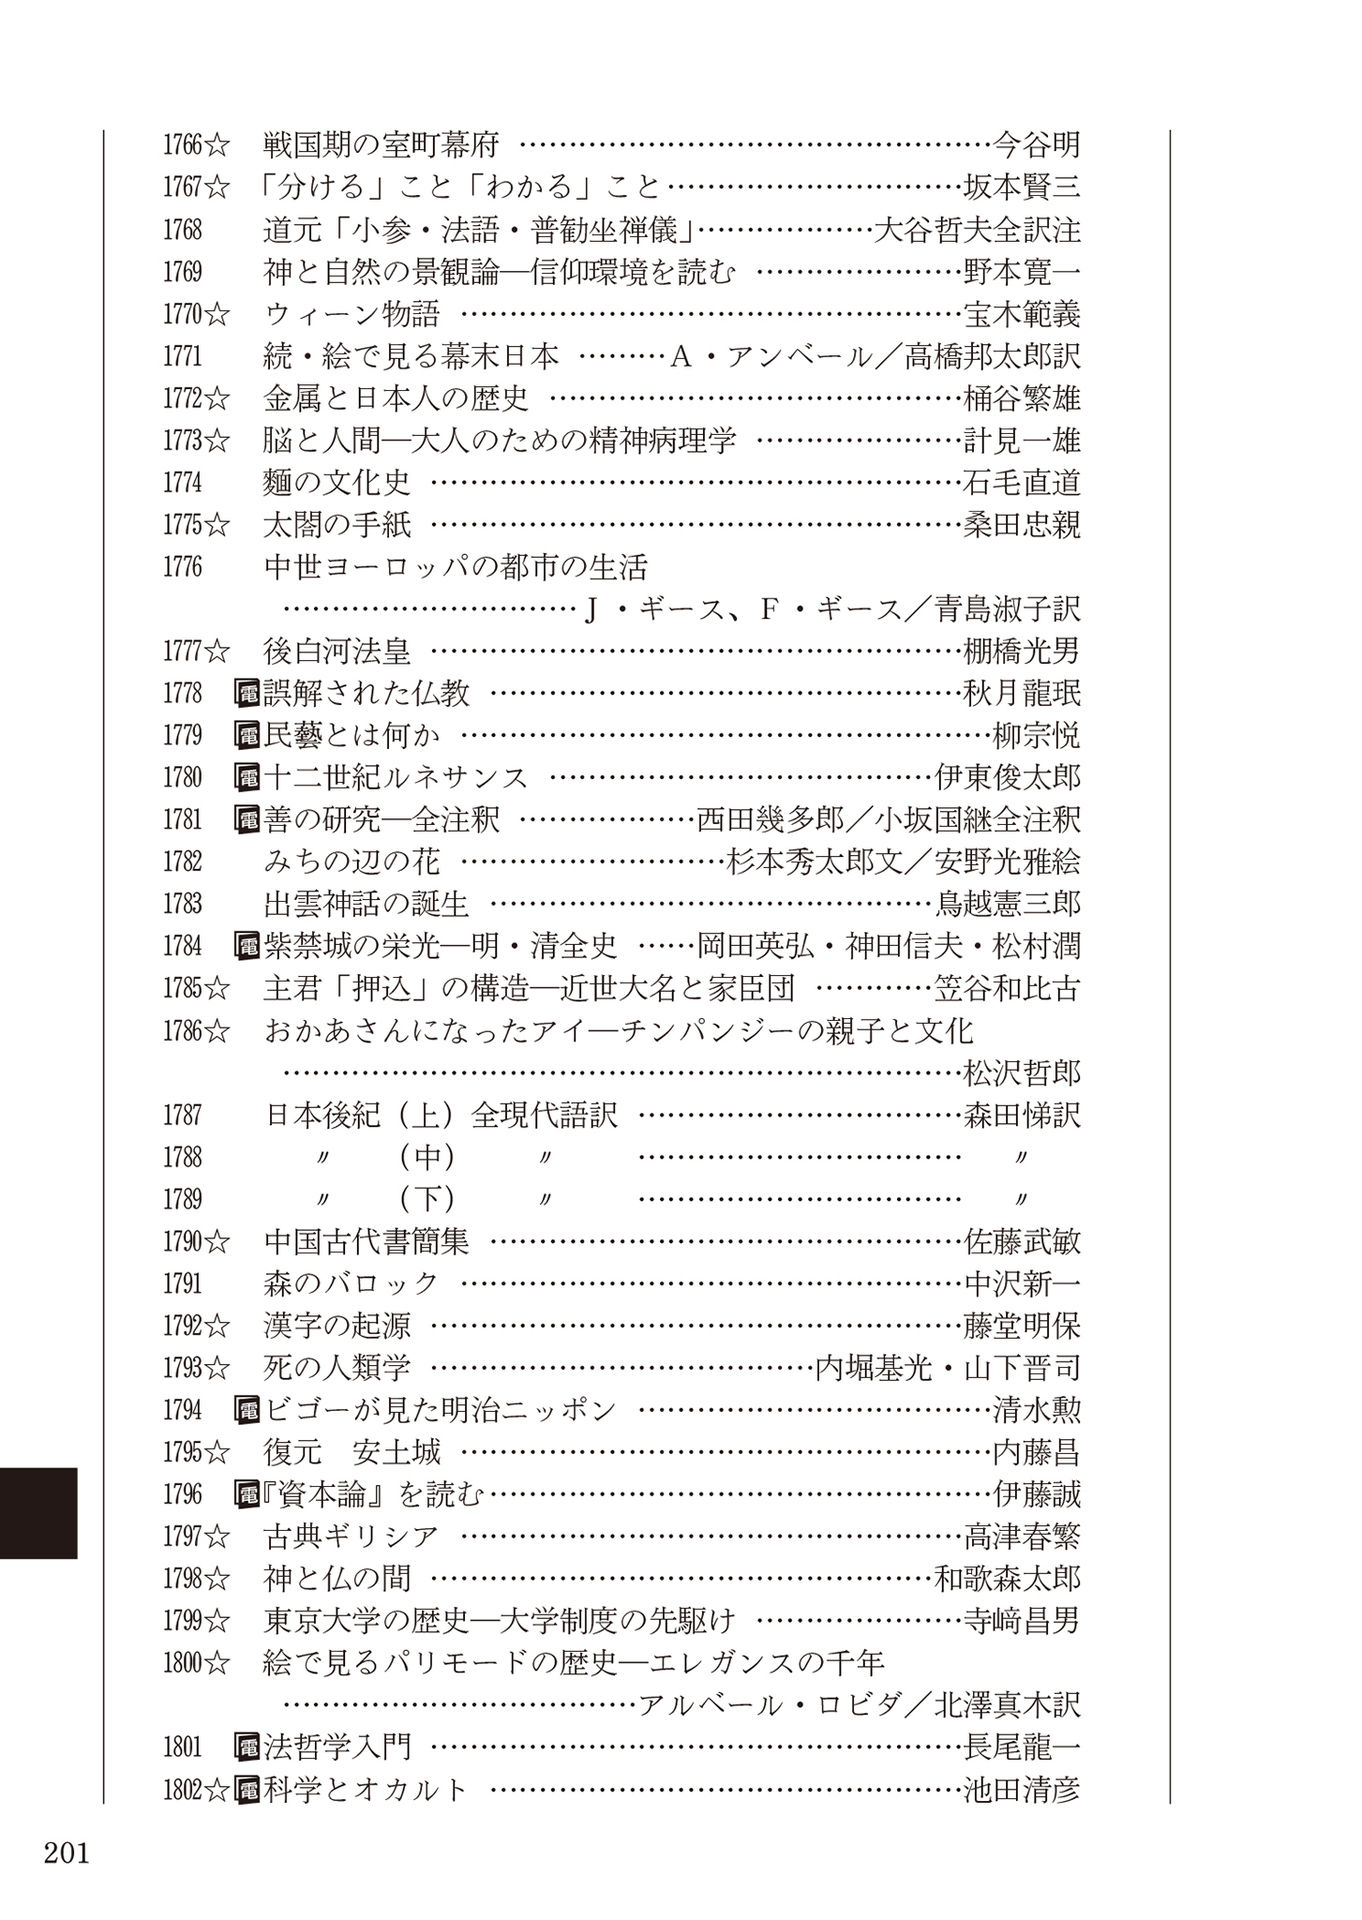 1766☆　戦国期の室町幕府 ………………………………………… 今谷明
1767☆　「分ける」こと「わかる」こと ………………………… 坂本賢三
1768　道元「小参・法語・普勧坐禅儀」 ……………… 大谷哲夫全訳注
1769　神と自然の景観論―信仰環境を読む ………………… 野本寛一
1770☆　ウィーン物語 …………………………………………… 宝木範義
1771　続・絵で見る幕末日本 ……… A・アンベール／高橋邦太郎訳
1772☆　金属と日本人の歴史 …………………………………… 桶谷繁雄
1773☆　脳と人間―大人のための精神病理学 ………………… 計見一雄
1774　麵の文化史 ……………………………………………… 石毛直道
1775☆　太閤の手紙 ……………………………………………… 桑田忠親
1776　中世ヨーロッパの都市の生活
………………………… J・ギース、F・ギース／青島淑子訳
1777☆　後白河法皇 ……………………………………………… 棚橋光男
1778　電誤解された仏教 ………………………………………… 秋月龍珉
1779　電民藝とは何か ……………………………………………… 柳宗悦
1780　電十二世紀ルネサンス ………………………………… 伊東俊太郎
1781　電善の研究―全注釈 ……………… 西田幾多郎／小坂国継全注釈
1782　みちの辺の花 ……………………… 杉本秀太郎文／安野光雅絵
1783　出雲神話の誕生 ……………………………………… 鳥越憲三郎
1784　電紫禁城の栄光―明・清全史 …… 岡田英弘・神田信夫・松村潤
1785☆　主君「押込」の構造―近世大名と家臣団 ………… 笠谷和比古
1786☆　おかあさんになったアイ―チンパンジーの親子と文化
…………………………………………………………… 松沢哲郎
1787　日本後紀（上）全現代語訳 …………………………… 森田悌訳
1788　〃　（中）　〃　……………………………　〃
1789　〃　（下）　〃　……………………………　〃
1790☆　中国古代書簡集 ………………………………………… 佐藤武敏
1791　森のバロック …………………………………………… 中沢新一
1792☆　漢字の起源 ……………………………………………… 藤堂明保
1793☆　死の人類学 ………………………………… 内堀基光・山下晋司
1794　電ビゴーが見た明治ニッポン ……………………………… 清水勲
1795☆　復元　安土城 ……………………………………………… 内藤昌
1796　電『資本論』を読む …………………………………………… 伊藤誠
1797☆　古典ギリシア …………………………………………… 高津春繁
1798☆　神と仏の間 …………………………………………… 和歌森太郎
1799☆　東京大学の歴史―大学制度の先駆け ………………… 寺﨑昌男
1800☆　絵で見るパリモードの歴史―エレガンスの千年
……………………………… アルベール・ロビダ／北澤真木訳
1801　電法哲学入門 ……………………………………………… 長尾龍一
1802☆電科学とオカルト ………………………………………… 池田清彦
201